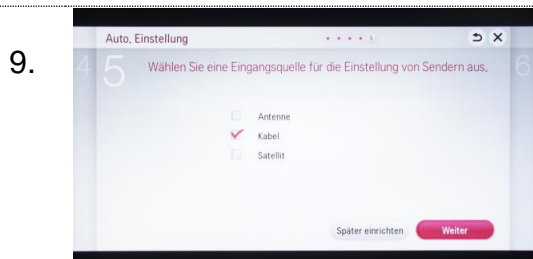 9.
Auto. Einstellung
4 5 Wählen Sie eine Eingangsquelle für die Einstellung von Sendern aus. 6
Antenne
Kabel
Satellit
Später einrichten Weiter